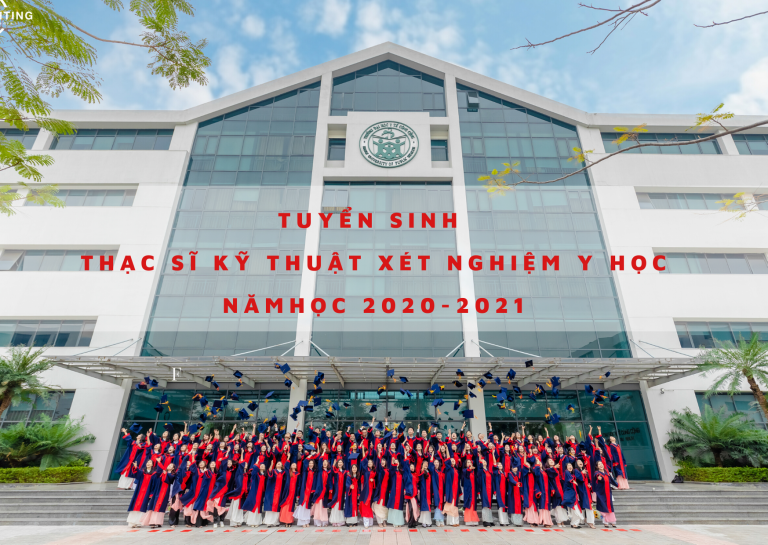 TUYỂN SINH
THẠC SĨ KỸ THUẬT XÉT NGHIỆM Y HỌC
NĂMHỌC 2020-2021